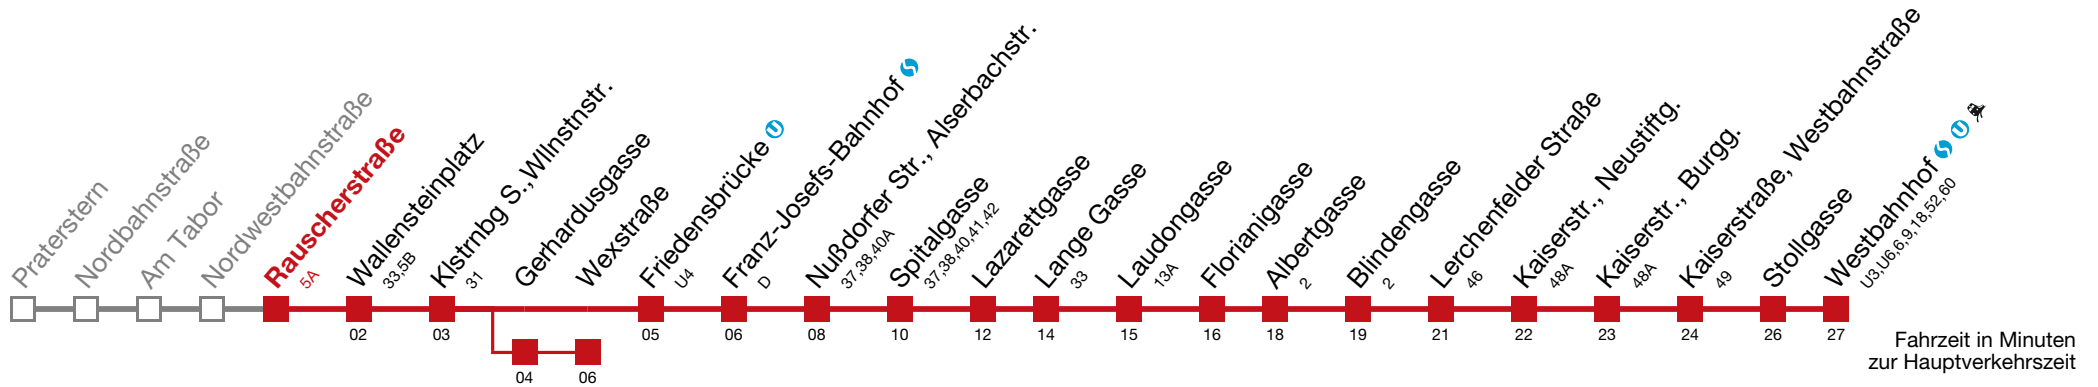 Praterstern
Nordbahnstraße
Am Tabor
Nordwestbahnstraße
Rauscherstraße
5A
Wallensteinplatz
33,5B
02
Klstrnbg S.,Wllnstnstr.
31
03
Gerhardusgasse
04
Wexstraße
06
Friedensbrücke
U4
05
Franz-Josefs-Bahnhof
D
06
Nußdorfer Str., Alserbachstr.
37,38,40A
08
Spitalgasse
37,38,40,41,42
10
Lazarettgasse
12
Lange Gasse
33
14
Laudongasse
13A
15
Florianigasse
16
Albertgasse
2
18
Blindengasse
2
19
Lerchenfelder Straße
46
21
Kaiserstr., Neustiftg.
48A
22
Kaiserstr., Burgg.
48A
23
Kaiserstraße, Westbahnstraße
49
24
Stollgasse
26
Westbahnhof
U3,U6,6,9,18,52,60
27
Fahrzeit in Minuten
zur Hauptverkehrszeit